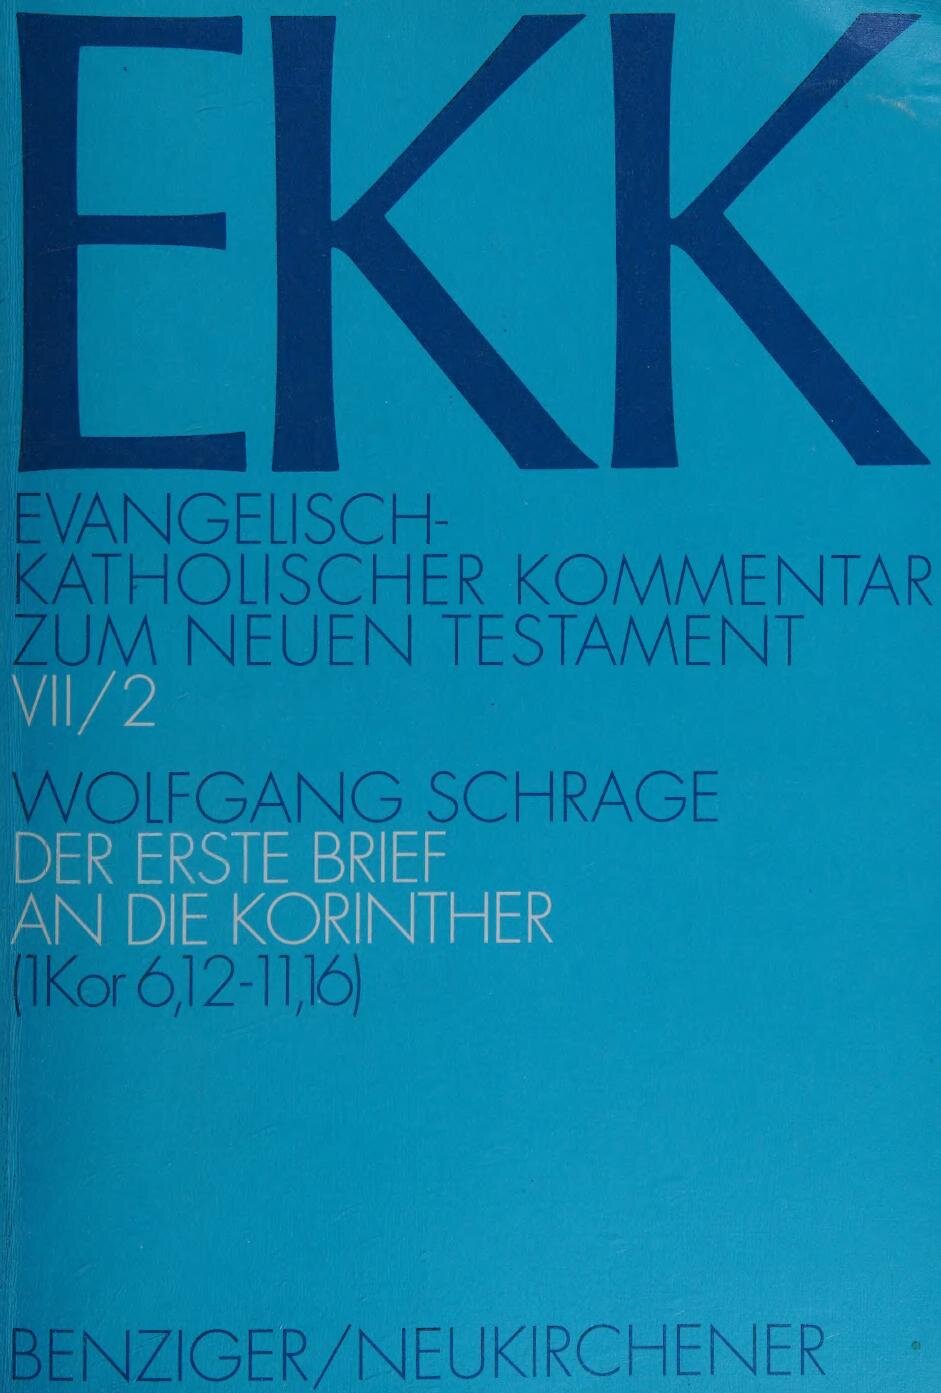 EKK
EVANGELISCH-
KATHOLISCHER KOMMENTAR
ZUM NEUEN TESTAMENT
VII/2
WOLFGANG SCHRAGE
DER ERSTE BRIEF
AN DIE KORINTHER
(1Kor 6,12-11,16)
BENZIGER/NEUKIRCHENER